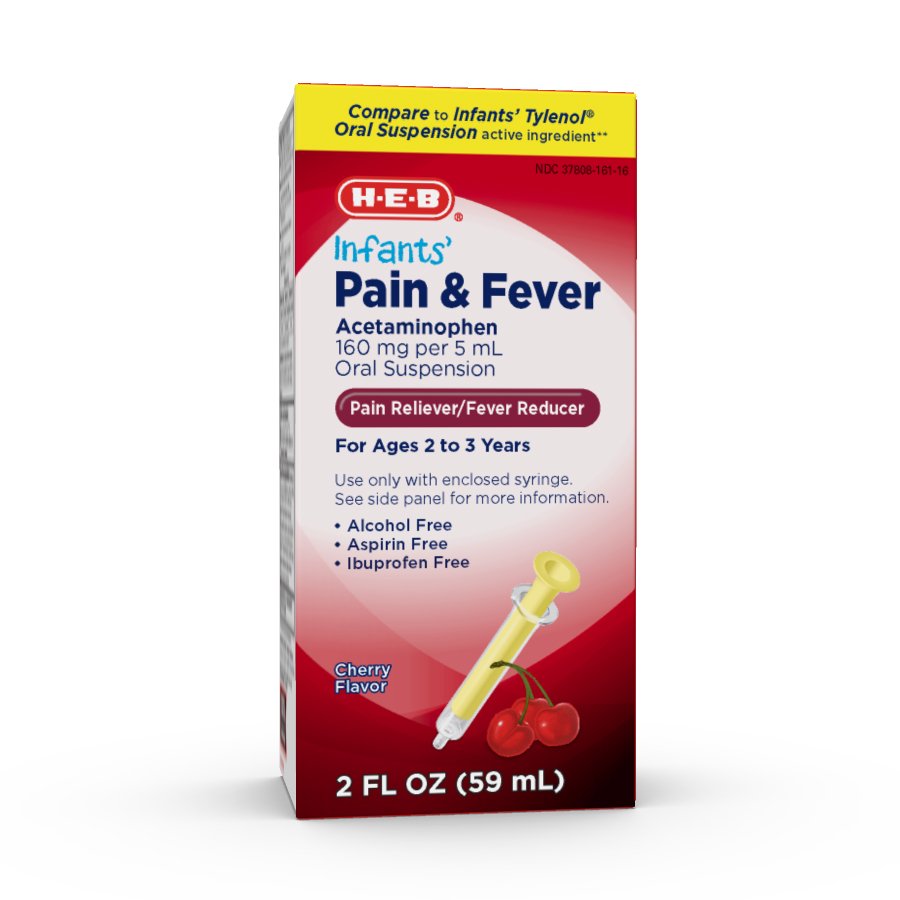 Compare to Infants' Tylenol®
Oral Suspension active ingredient**
NDC 37808-161-16
H-E-B®
Infants'
Pain & Fever
Acetaminophen
160 mg per 5 mL
Oral Suspension
Pain Reliever/Fever Reducer
For Ages 2 to 3 Years
Use only with enclosed syringe.
See side panel for more information.
• Alcohol Free
• Aspirin Free
• Ibuprofen Free
Cherry
Flavor
2 FL OZ (59 mL)